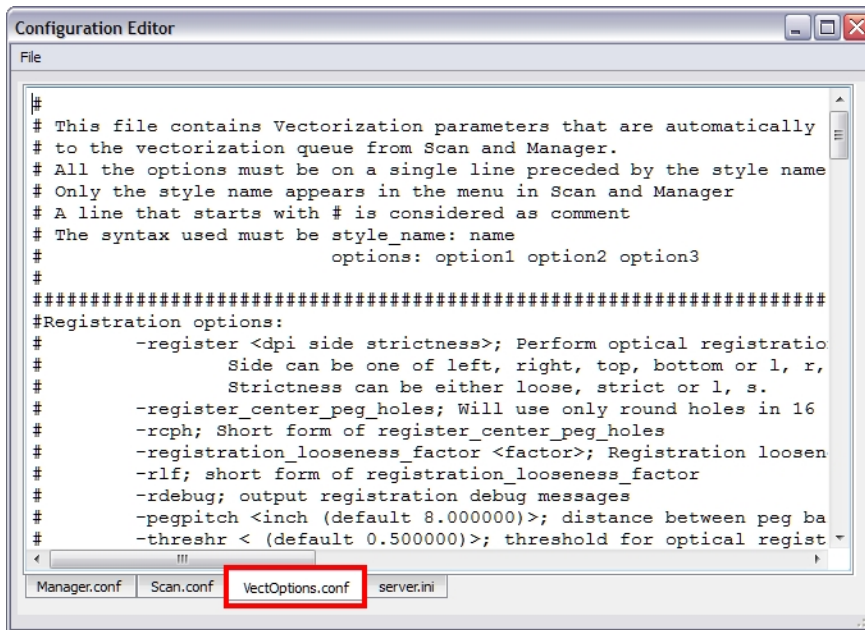 Configuration Editor
File
#
# This file contains Vectorization parameters that are automatically
# to the vectorization queue from Scan and Manager.
# All the options must be on a single line preceded by the style name
# Only the style name appears in the menu in Scan and Manager
# A line that starts with # is considered as comment
# The syntax used must be style_name: name
#                         options: option1 option2 option3
#
#####################################################################
#Registration options:
#        -register <dpi side strictness>; Perform optical registratio
#                Side can be one of left, right, top, bottom or l, r,
#                Strictness can be either loose, strict or l, s.
#        -register_center_peg_holes; Will use only round holes in 16
#        -rcph; Short form of register_center_peg_holes
#        -registration_looseness_factor <factor>; Registration loosen
#        -rlf; short form of registration_looseness_factor
#        -rdebug; output registration debug messages
#        -pegpitch <inch (default 8.000000)>; distance between peg ba
#        -threshr < (default 0.500000)>; threshold for optical regist
Manager.conf Scan.conf VectOptions.conf server.ini